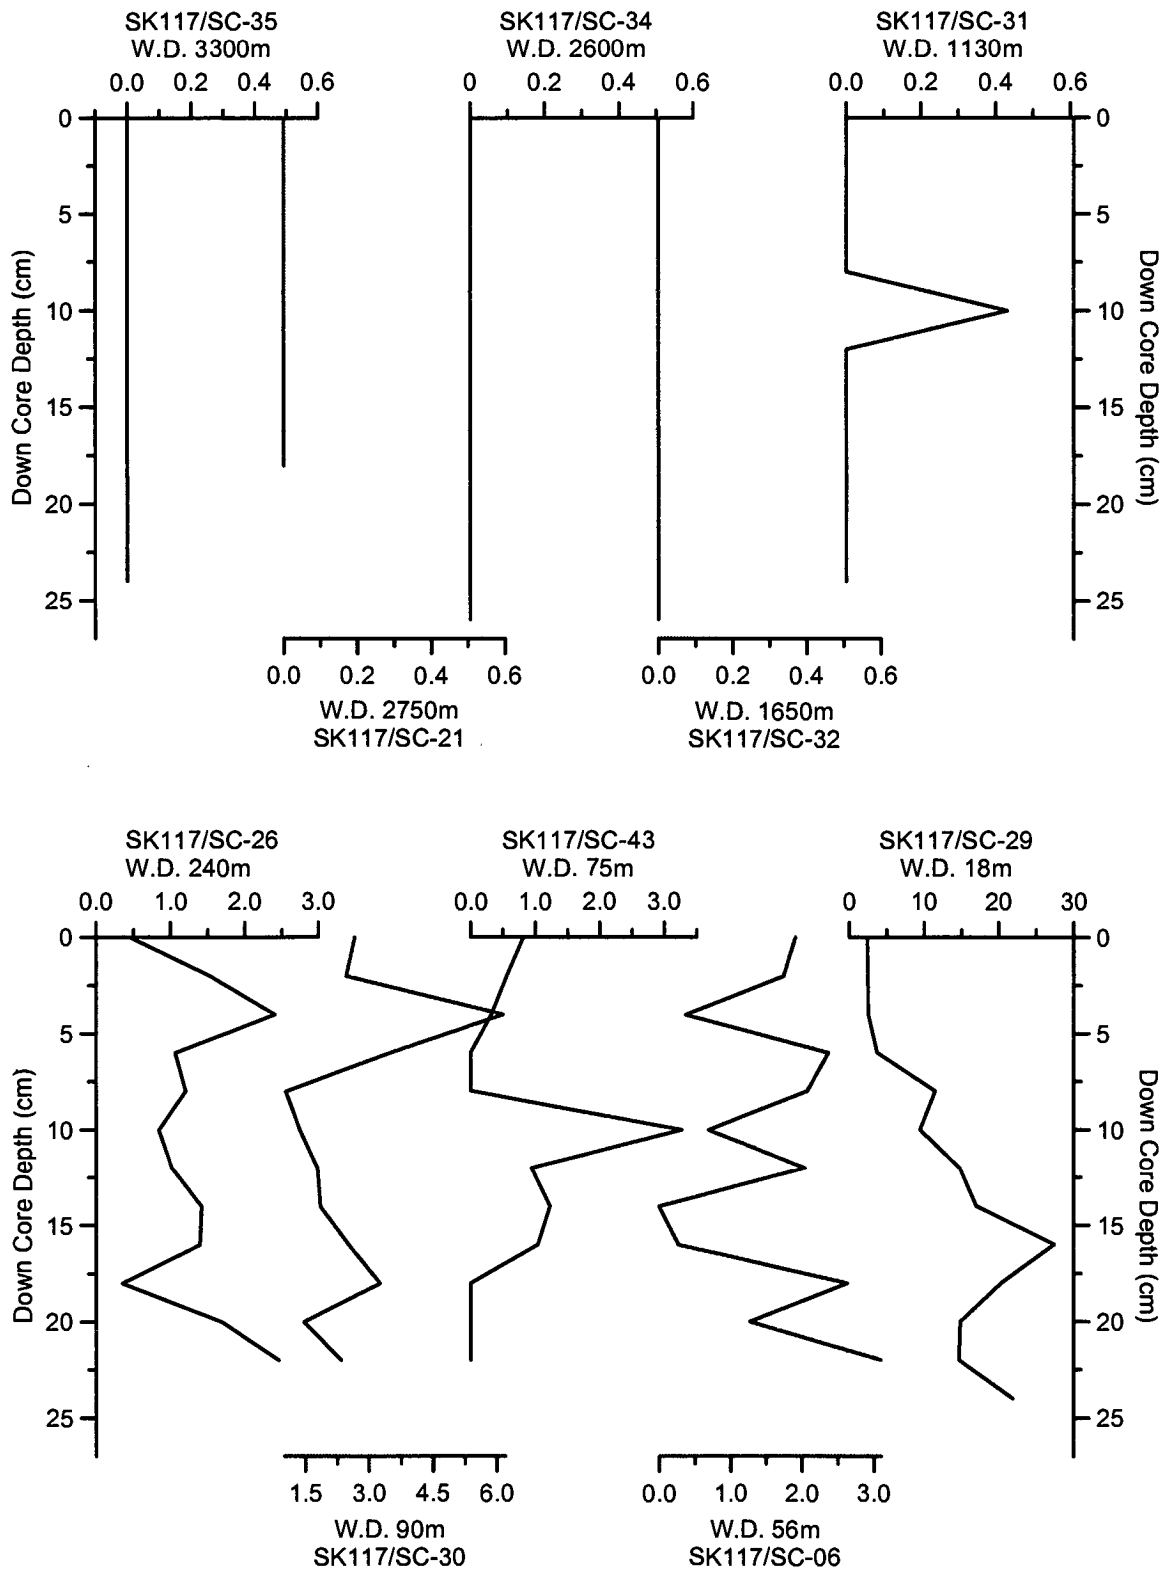 SK117/SC-35 SK117/SC-34 SK117/SC-31
W.D. 3300m W.D. 2600m W.D. 1130m
0.0 0.2 0.4 0.6 0 0.2 0.4 0.6 0.0 0.2 0.4 0.6
0 0
5 5
10 10
15 15
20 20
25 25
Down Core Depth (cm)
Down Core Depth (cm)
0.0 0.2 0.4 0.6 0.0 0.2 0.4 0.6
W.D. 2750m W.D. 1650m
SK117/SC-21 SK117/SC-32
SK117/SC-26 SK117/SC-43 SK117/SC-29
W.D. 240m W.D. 75m W.D. 18m
0.0 1.0 2.0 3.0 0.0 1.0 2.0 3.0 0 10 20 30
0 0
5 5
10 10
15 15
20 20
25 25
Down Core Depth (cm)
Down Core Depth (cm)
1.5 3.0 4.5 6.0 0.0 1.0 2.0 3.0
W.D. 90m W.D. 56m
SK117/SC-30 SK117/SC-06